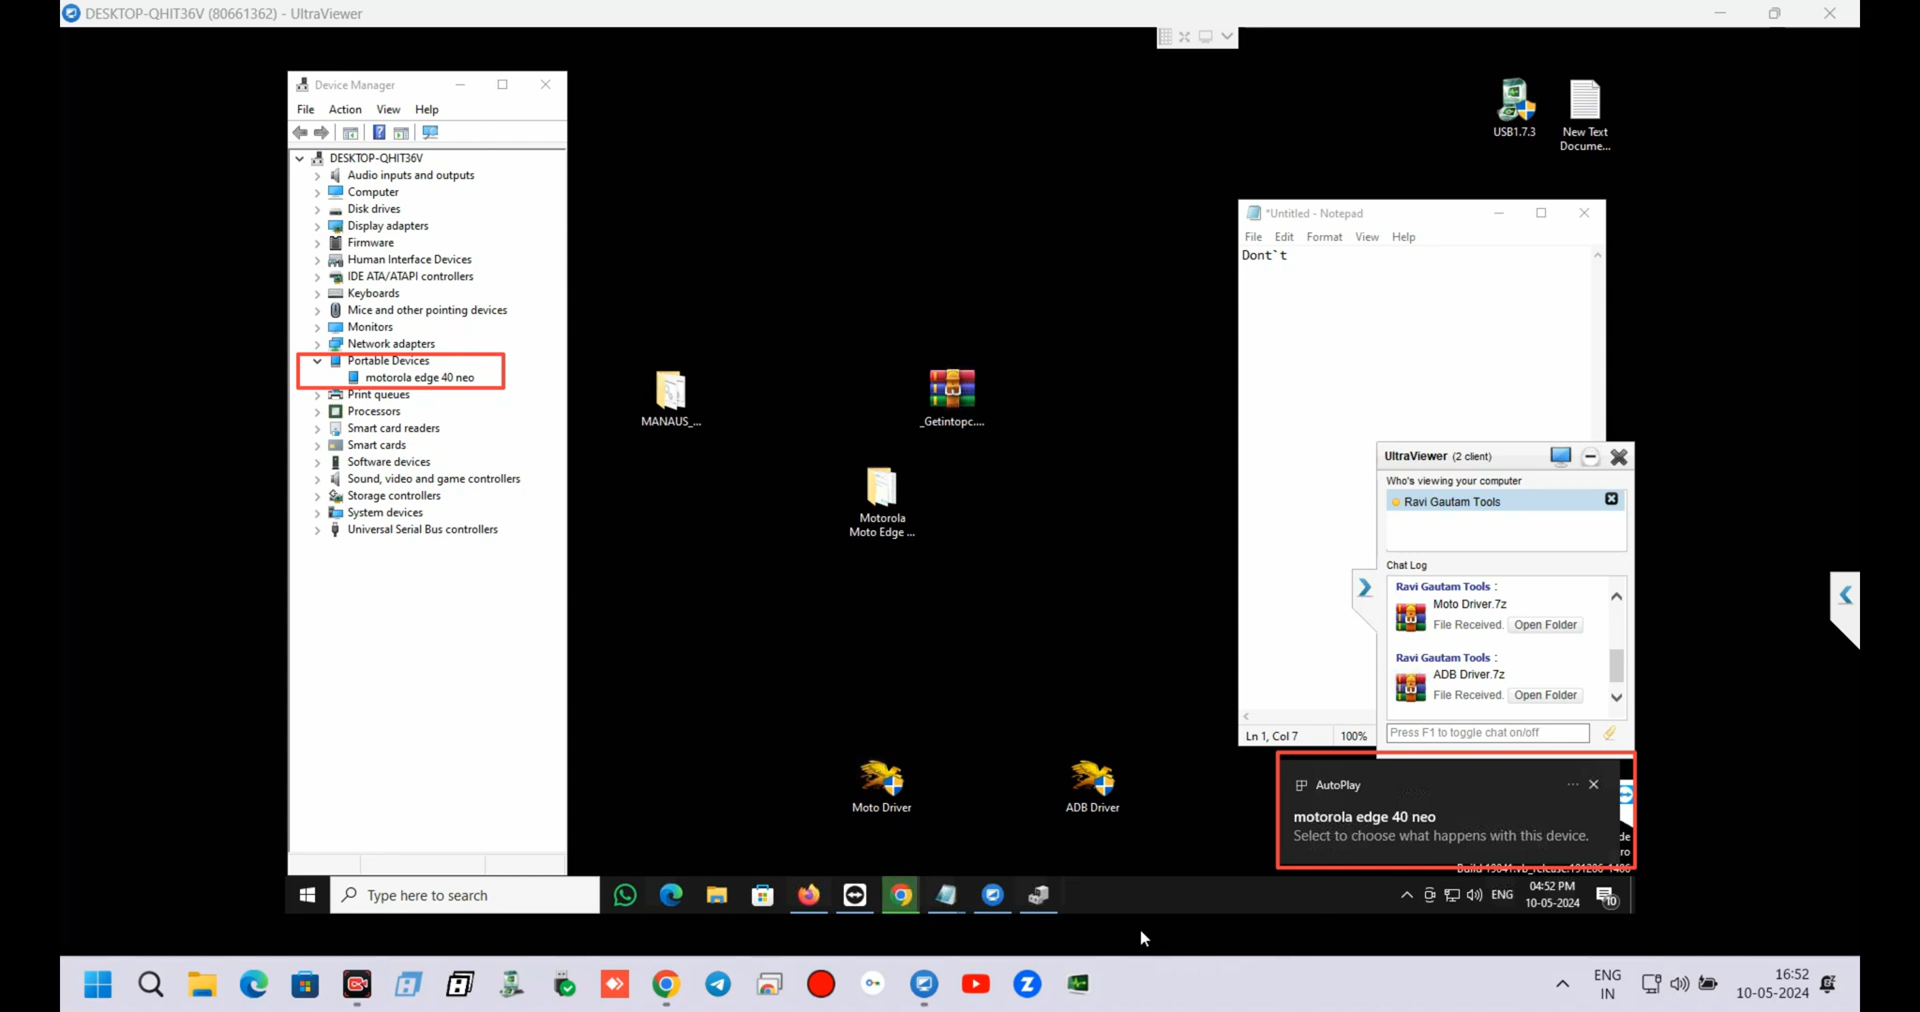 DESKTOP-QHIT36V (80661362) - UltraViewer
Device Manager
File Action View Help
DESKTOP-QHIT36V
Audio inputs and outputs
Computer
Disk drives
Display adapters
Firmware
Human Interface Devices
IDE ATA/ATAPI controllers
Keyboards
Mice and other pointing devices
Monitors
Network adapters
Portable Devices
motorola edge 40 neo
Print queues
Processors
Smart card readers
Smart cards
Software devices
Sound, video and game controllers
Storage controllers
System devices
Universal Serial Bus controllers
MANAUS_...
_Getintopc....
Motorola
Moto Edge ...
Moto Driver
ADB Driver
USB1.7.3
New Text
Docume...
*Untitled - Notepad
File Edit Format View Help
Dont`t
Ln 1, Col 7 100%
UltraViewer (2 client)
Who's viewing your computer
Ravi Gautam Tools
Chat Log
Ravi Gautam Tools :
Moto Driver.7z
File Received. Open Folder
Ravi Gautam Tools :
ADB Driver.7z
File Received. Open Folder
Press F1 to toggle chat on/off
AutoPlay
motorola edge 40 neo
Select to choose what happens with this device.
de
ro
Type here to search
ENG
04:52 PM
10-05-2024
10
ENG
IN
16:52
10-05-2024